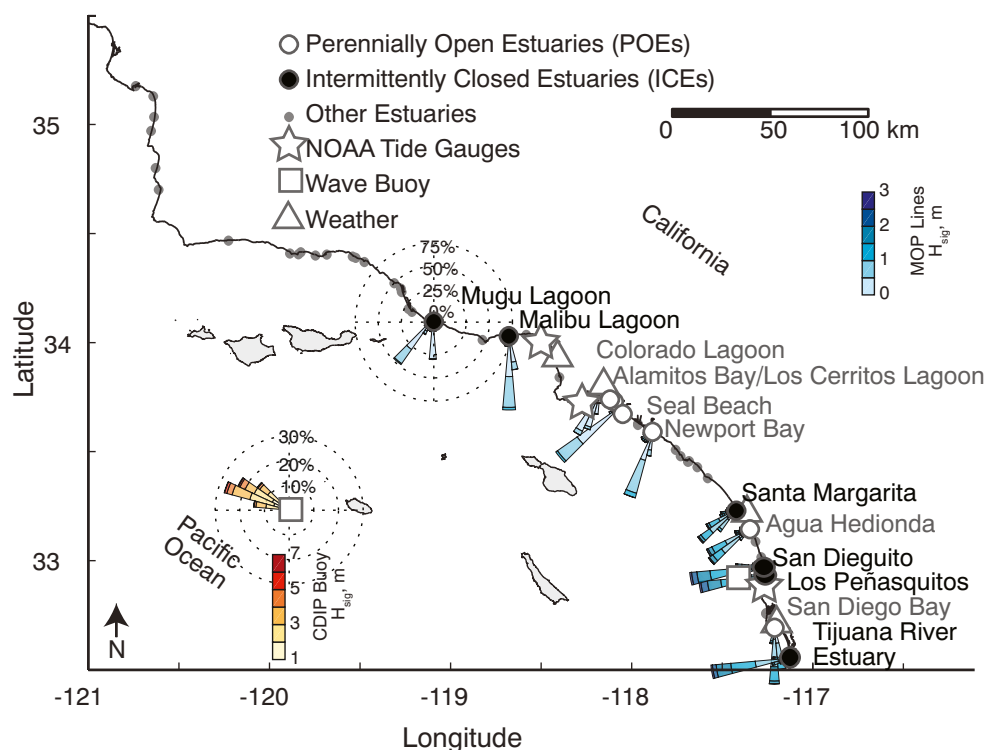 Perennially Open Estuaries (POEs)
Intermittently Closed Estuaries (ICEs)
Other Estuaries
NOAA Tide Gauges
Wave Buoy
Weather
0 50 100 km
3
2
1
0
MOP Lines
Hsig, m
California
35
34
33
Latitude
75%
50%
25%
0%
Mugu Lagoon
Malibu Lagoon
Colorado Lagoon
Alamitos Bay/Los Cerritos Lagoon
Seal Beach
Newport Bay
30%
20%
10%
Santa Margarita
Agua Hedionda
San Dieguito
Los Peñasquitos
San Diego Bay
Tijuana River
Estuary
Pacific
Ocean
7
5
3
1
CDIP Buoy
Hsig, m
N
-121 -120 -119 -118 -117
Longitude